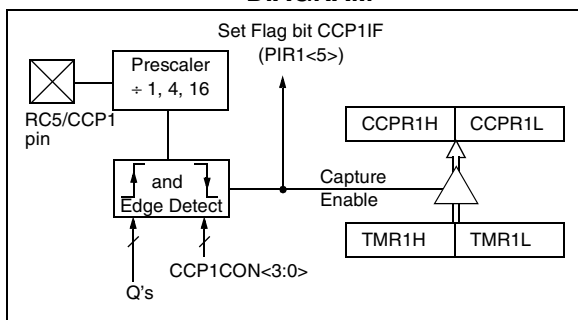 Set Flag bit CCP1IF
(PIR1<5>)
Prescaler
÷ 1, 4, 16
RC5/CCP1
pin
CCPR1H
CCPR1L
and
Edge Detect
Capture
Enable
TMR1H
TMR1L
CCP1CON<3:0>
Q's